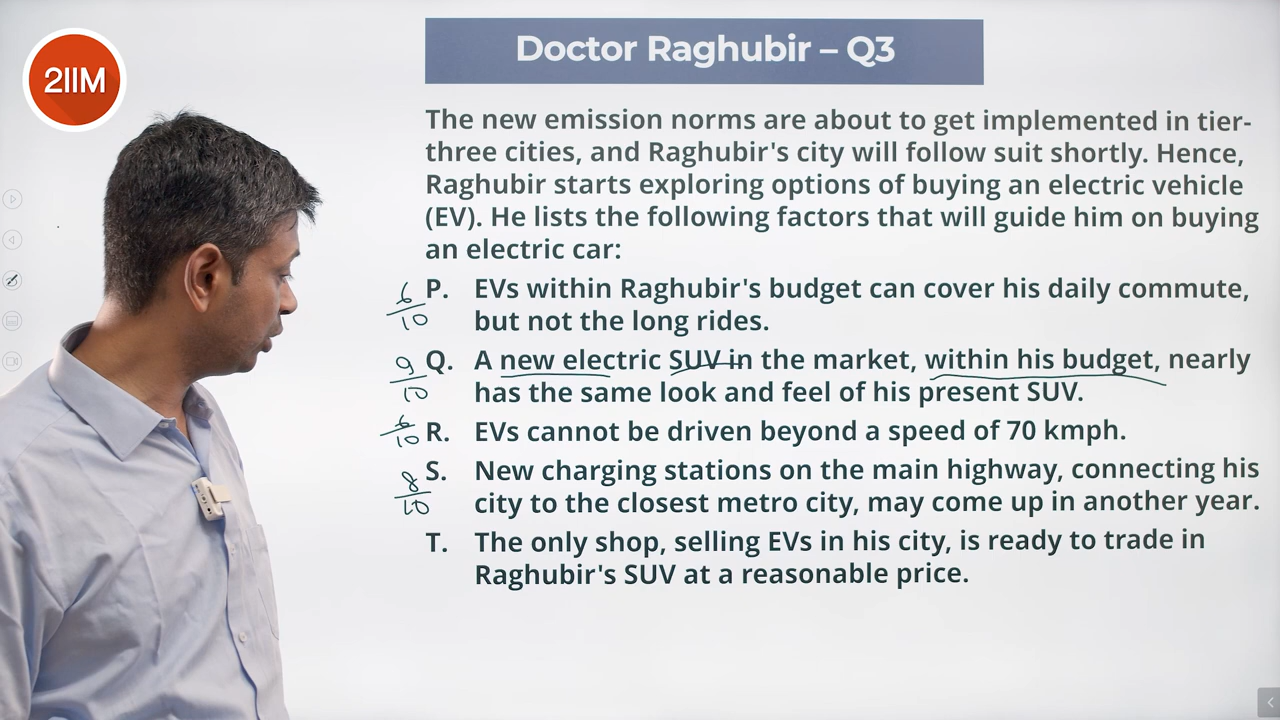 2IIM
Doctor Raghubir – Q3
The new emission norms are about to get implemented in tier-
three cities, and Raghubir's city will follow suit shortly. Hence,
Raghubir starts exploring options of buying an electric vehicle
(EV). He lists the following factors that will guide him on buying
an electric car:
6/10 P. EVs within Raghubir's budget can cover his daily commute,
but not the long rides.
9/10 Q. A new electric SUV in the market, within his budget, nearly
has the same look and feel of his present SUV.
/10 R. EVs cannot be driven beyond a speed of 70 kmph.
8/10 S. New charging stations on the main highway, connecting his
city to the closest metro city, may come up in another year.
T. The only shop, selling EVs in his city, is ready to trade in
Raghubir's SUV at a reasonable price.